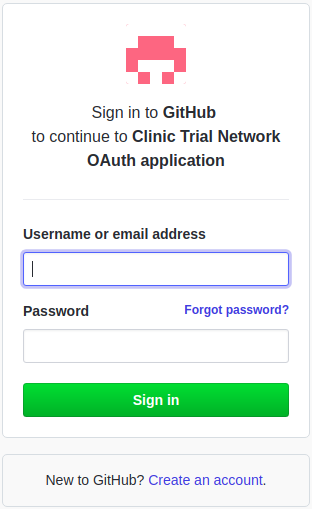 Sign in to GitHub
to continue to Clinic Trial Network
OAuth application
Username or email address
Password
Forgot password?
Sign in
New to GitHub? Create an account.